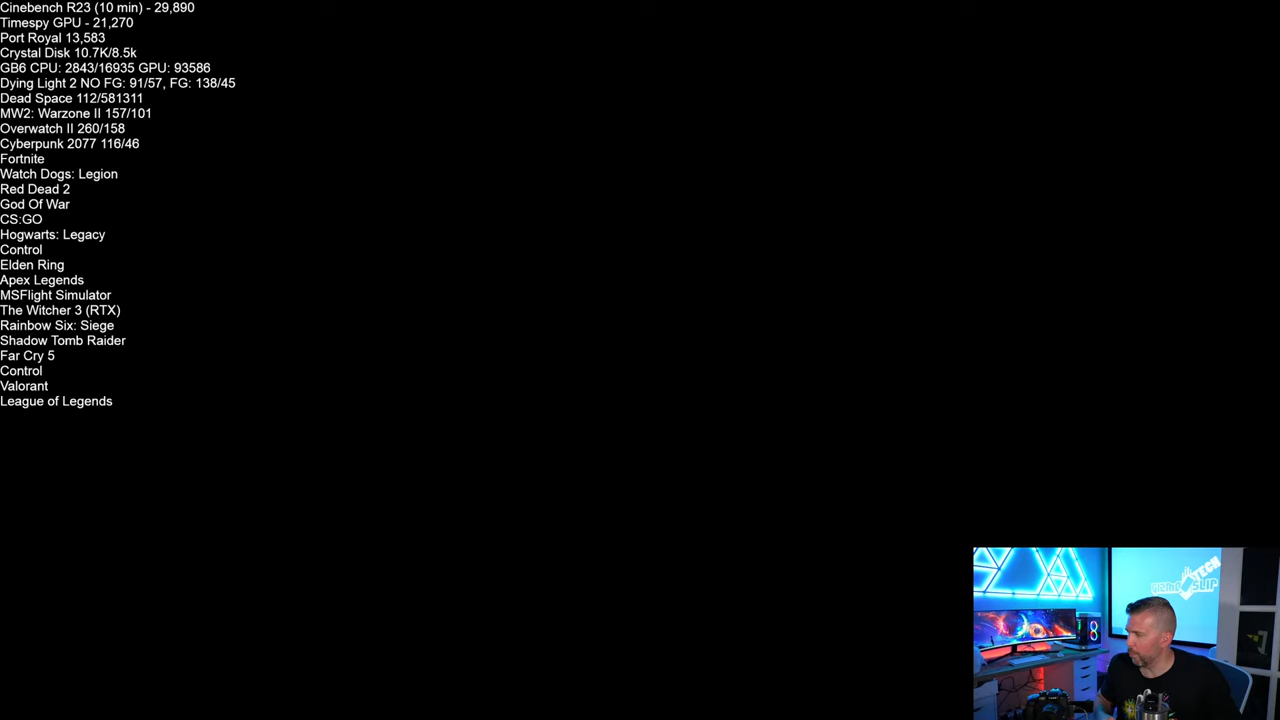 Cinebench R23 (10 min) - 29,890
Timespy GPU - 21,270
Port Royal 13,583
Crystal Disk 10.7K/8.5k
GB6 CPU: 2843/16935 GPU: 93586
Dying Light 2 NO FG: 91/57, FG: 138/45
Dead Space 112/581311
MW2: Warzone II 157/101
Overwatch II 260/158
Cyberpunk 2077 116/46
Fortnite
Watch Dogs: Legion
Red Dead 2
God Of War
CS:GO
Hogwarts: Legacy
Control
Elden Ring
Apex Legends
MSFlight Simulator
The Witcher 3 (RTX)
Rainbow Six: Siege
Shadow Tomb Raider
Far Cry 5
Control
Valorant
League of Legends
GIZMO SLIP
TECH